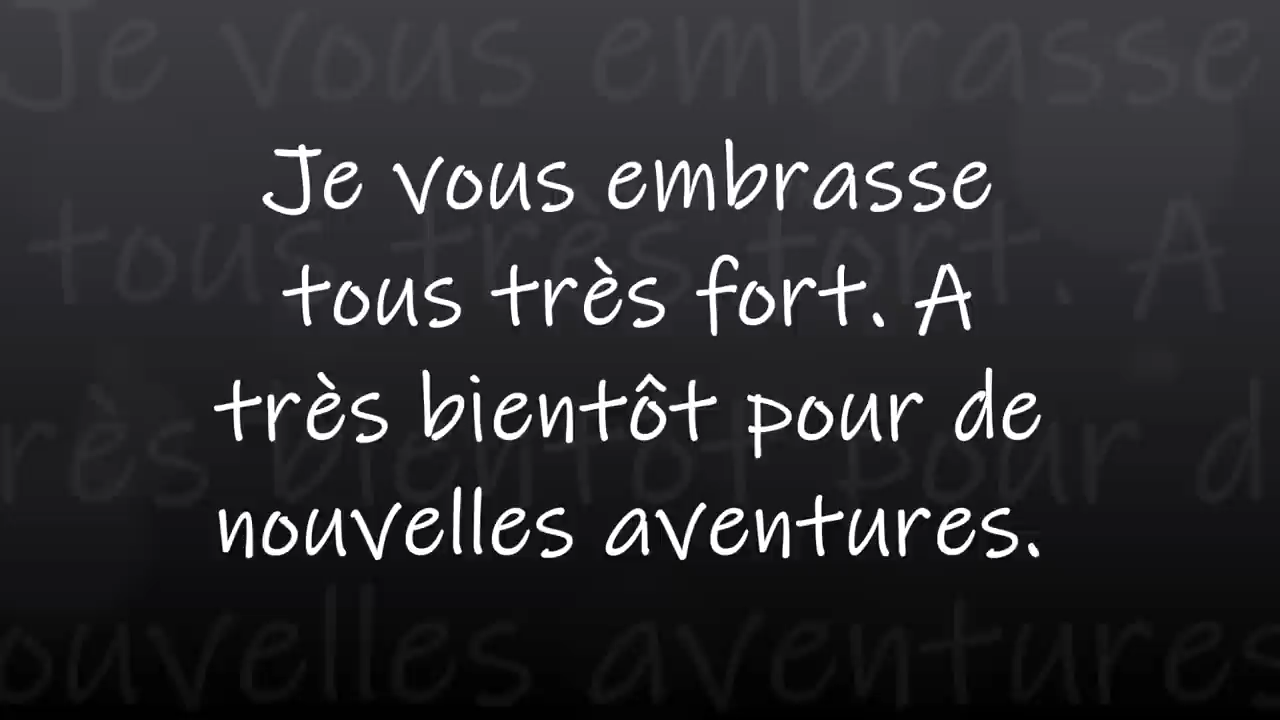 Je vous embrasse
tous très fort. A
très bientôt pour de
nouvelles aventures.